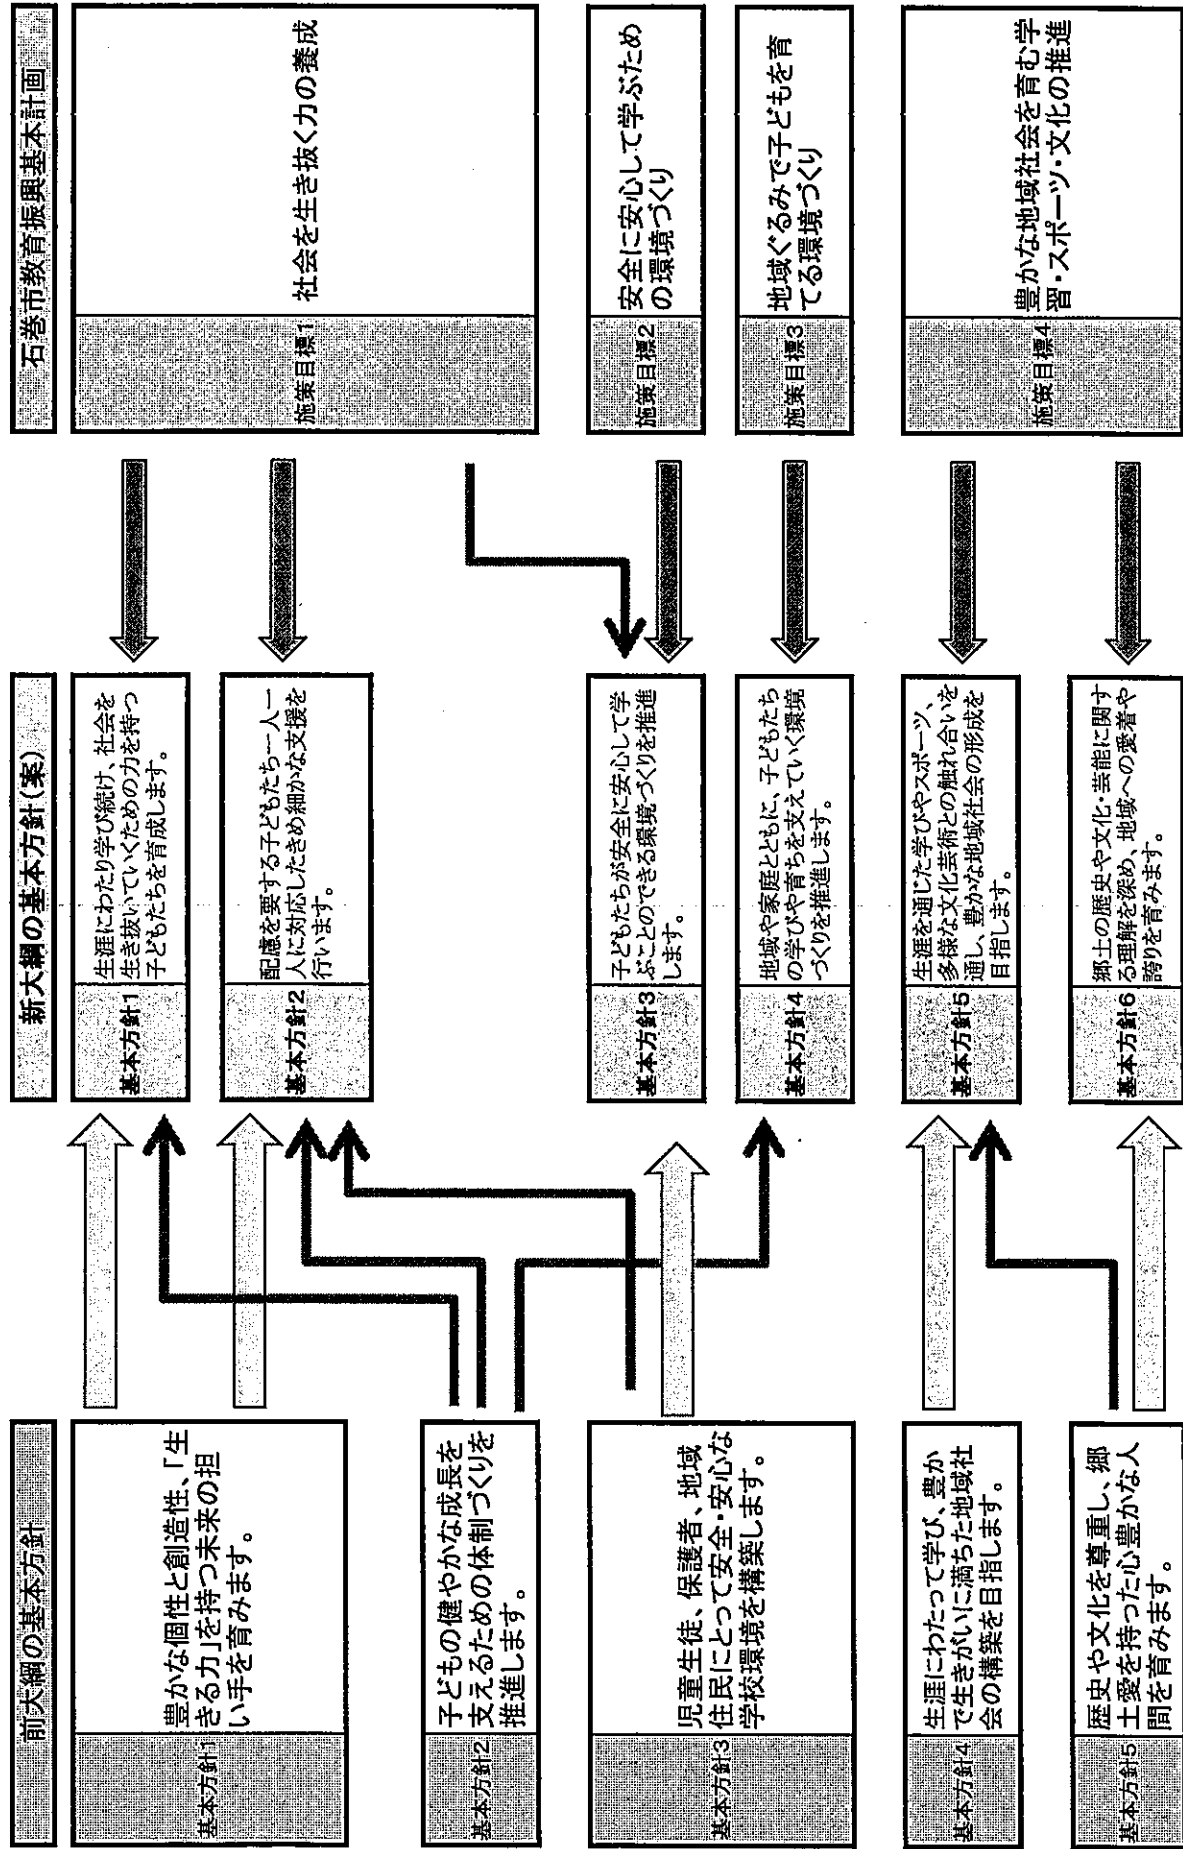 前大綱の基本方針
基本方針1
豊かな個性と創造性、「生
きる力」を持つ未来の担
い手を育みます。
基本方針2
子どもの健やかな成長を
支えるための体制づくりを
推進します。
基本方針3
児童生徒、保護者、地域
住民にとって安全・安心な
学校環境を構築します。
基本方針4
生涯にわたって学び、豊か
で生きがいに満ちた地域社
会の構築を目指します。
基本方針5
歴史や文化を尊重し、郷
土愛を持った心豊かな人
間を育みます。
新大綱の基本方針(案)
基本方針1
生涯にわたり学び続け、社会を
生き抜いていくための力を持つ
子どもたちを育成します。
基本方針2
配慮を要する子どもたち一人一
人に対応したきめ細かな支援を
行います。
基本方針3
子どもたちが安全に安心して学
ぶことのできる環境づくりを推進
します。
基本方針4
地域や家庭とともに、子どもたち
の学びや育ちを支えていく環境
づくりを推進します。
基本方針5
生涯を通じた学びやスポーツ、
多様な文化芸術との触れ合いを
通し、豊かな地域社会の形成を
目指します。
基本方針6
郷土の歴史や文化・芸能に関す
る理解を深め、地域への愛着や
誇りを育みます。
石巻市教育振興基本計画
施策目標1
社会を生き抜く力の養成
施策目標2
安全に安心して学ぶため
の環境づくり
施策目標3
地域ぐるみで子どもを育
てる環境づくり
施策目標4
豊かな地域社会を育む学
習・スポーツ・文化の推進